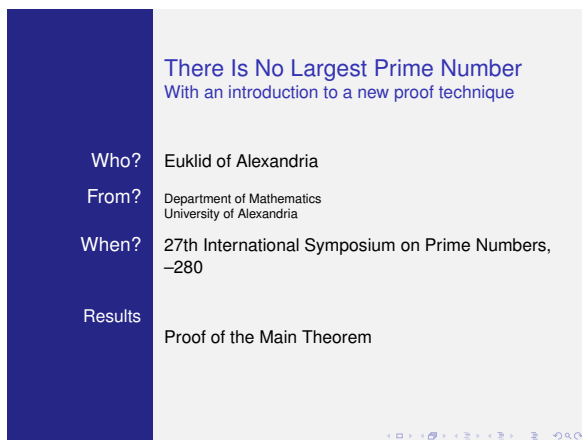 There Is No Largest Prime Number
With an introduction to a new proof technique
Who? Euklid of Alexandria
From? Department of Mathematics
University of Alexandria
When? 27th International Symposium on Prime Numbers,
–280
Results
Proof of the Main Theorem